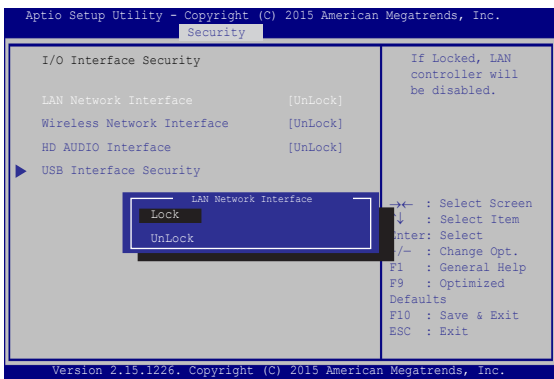 Aptio Setup Utility - Copyright (C) 2015 American Megatrends, Inc.
Security
I/O Interface Security
LAN Network Interface [UnLock]
Wireless Network Interface [UnLock]
HD AUDIO Interface [UnLock]
USB Interface Security
LAN Network Interface
Lock
UnLock
If Locked, LAN
controller will
be disabled.
→← : Select Screen
↑↓ : Select Item
Enter: Select
+/− : Change Opt.
F1 : General Help
F9 : Optimized
Defaults
F10 : Save & Exit
ESC : Exit
Version 2.15.1226. Copyright (C) 2015 American Megatrends, Inc.